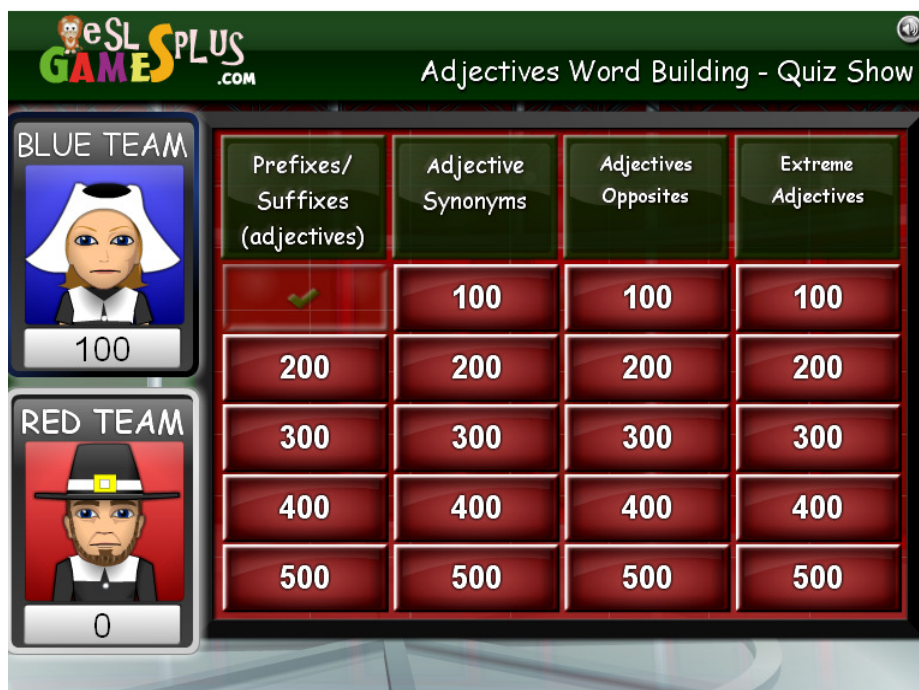 eSL
GAMESPLUS
.COM
Adjectives Word Building - Quiz Show
BLUE TEAM
100
RED TEAM
0
Prefixes/
Suffixes
(adjectives)
Adjective
Synonyms
Adjectives
Opposites
Extreme
Adjectives
100 100 100
200 200 200 200
300 300 300 300
400 400 400 400
500 500 500 500